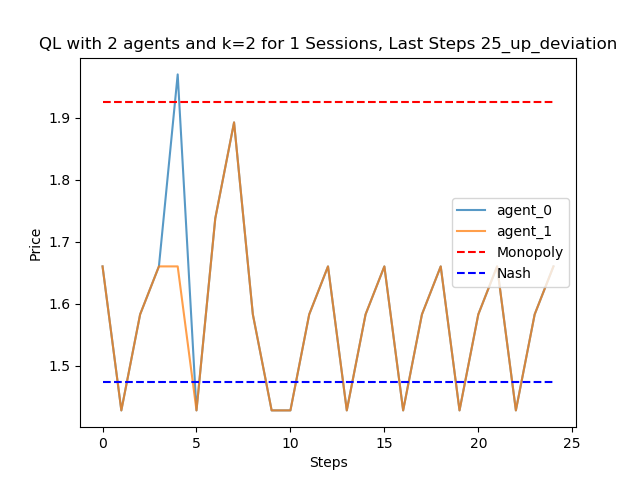 QL with 2 agents and k=2 for 1 Sessions, Last Steps 25_up_deviation
1.9
1.8
1.7
1.6
1.5
Price
agent_0
agent_1
Monopoly
Nash
0
5
10
15
20
25
Steps